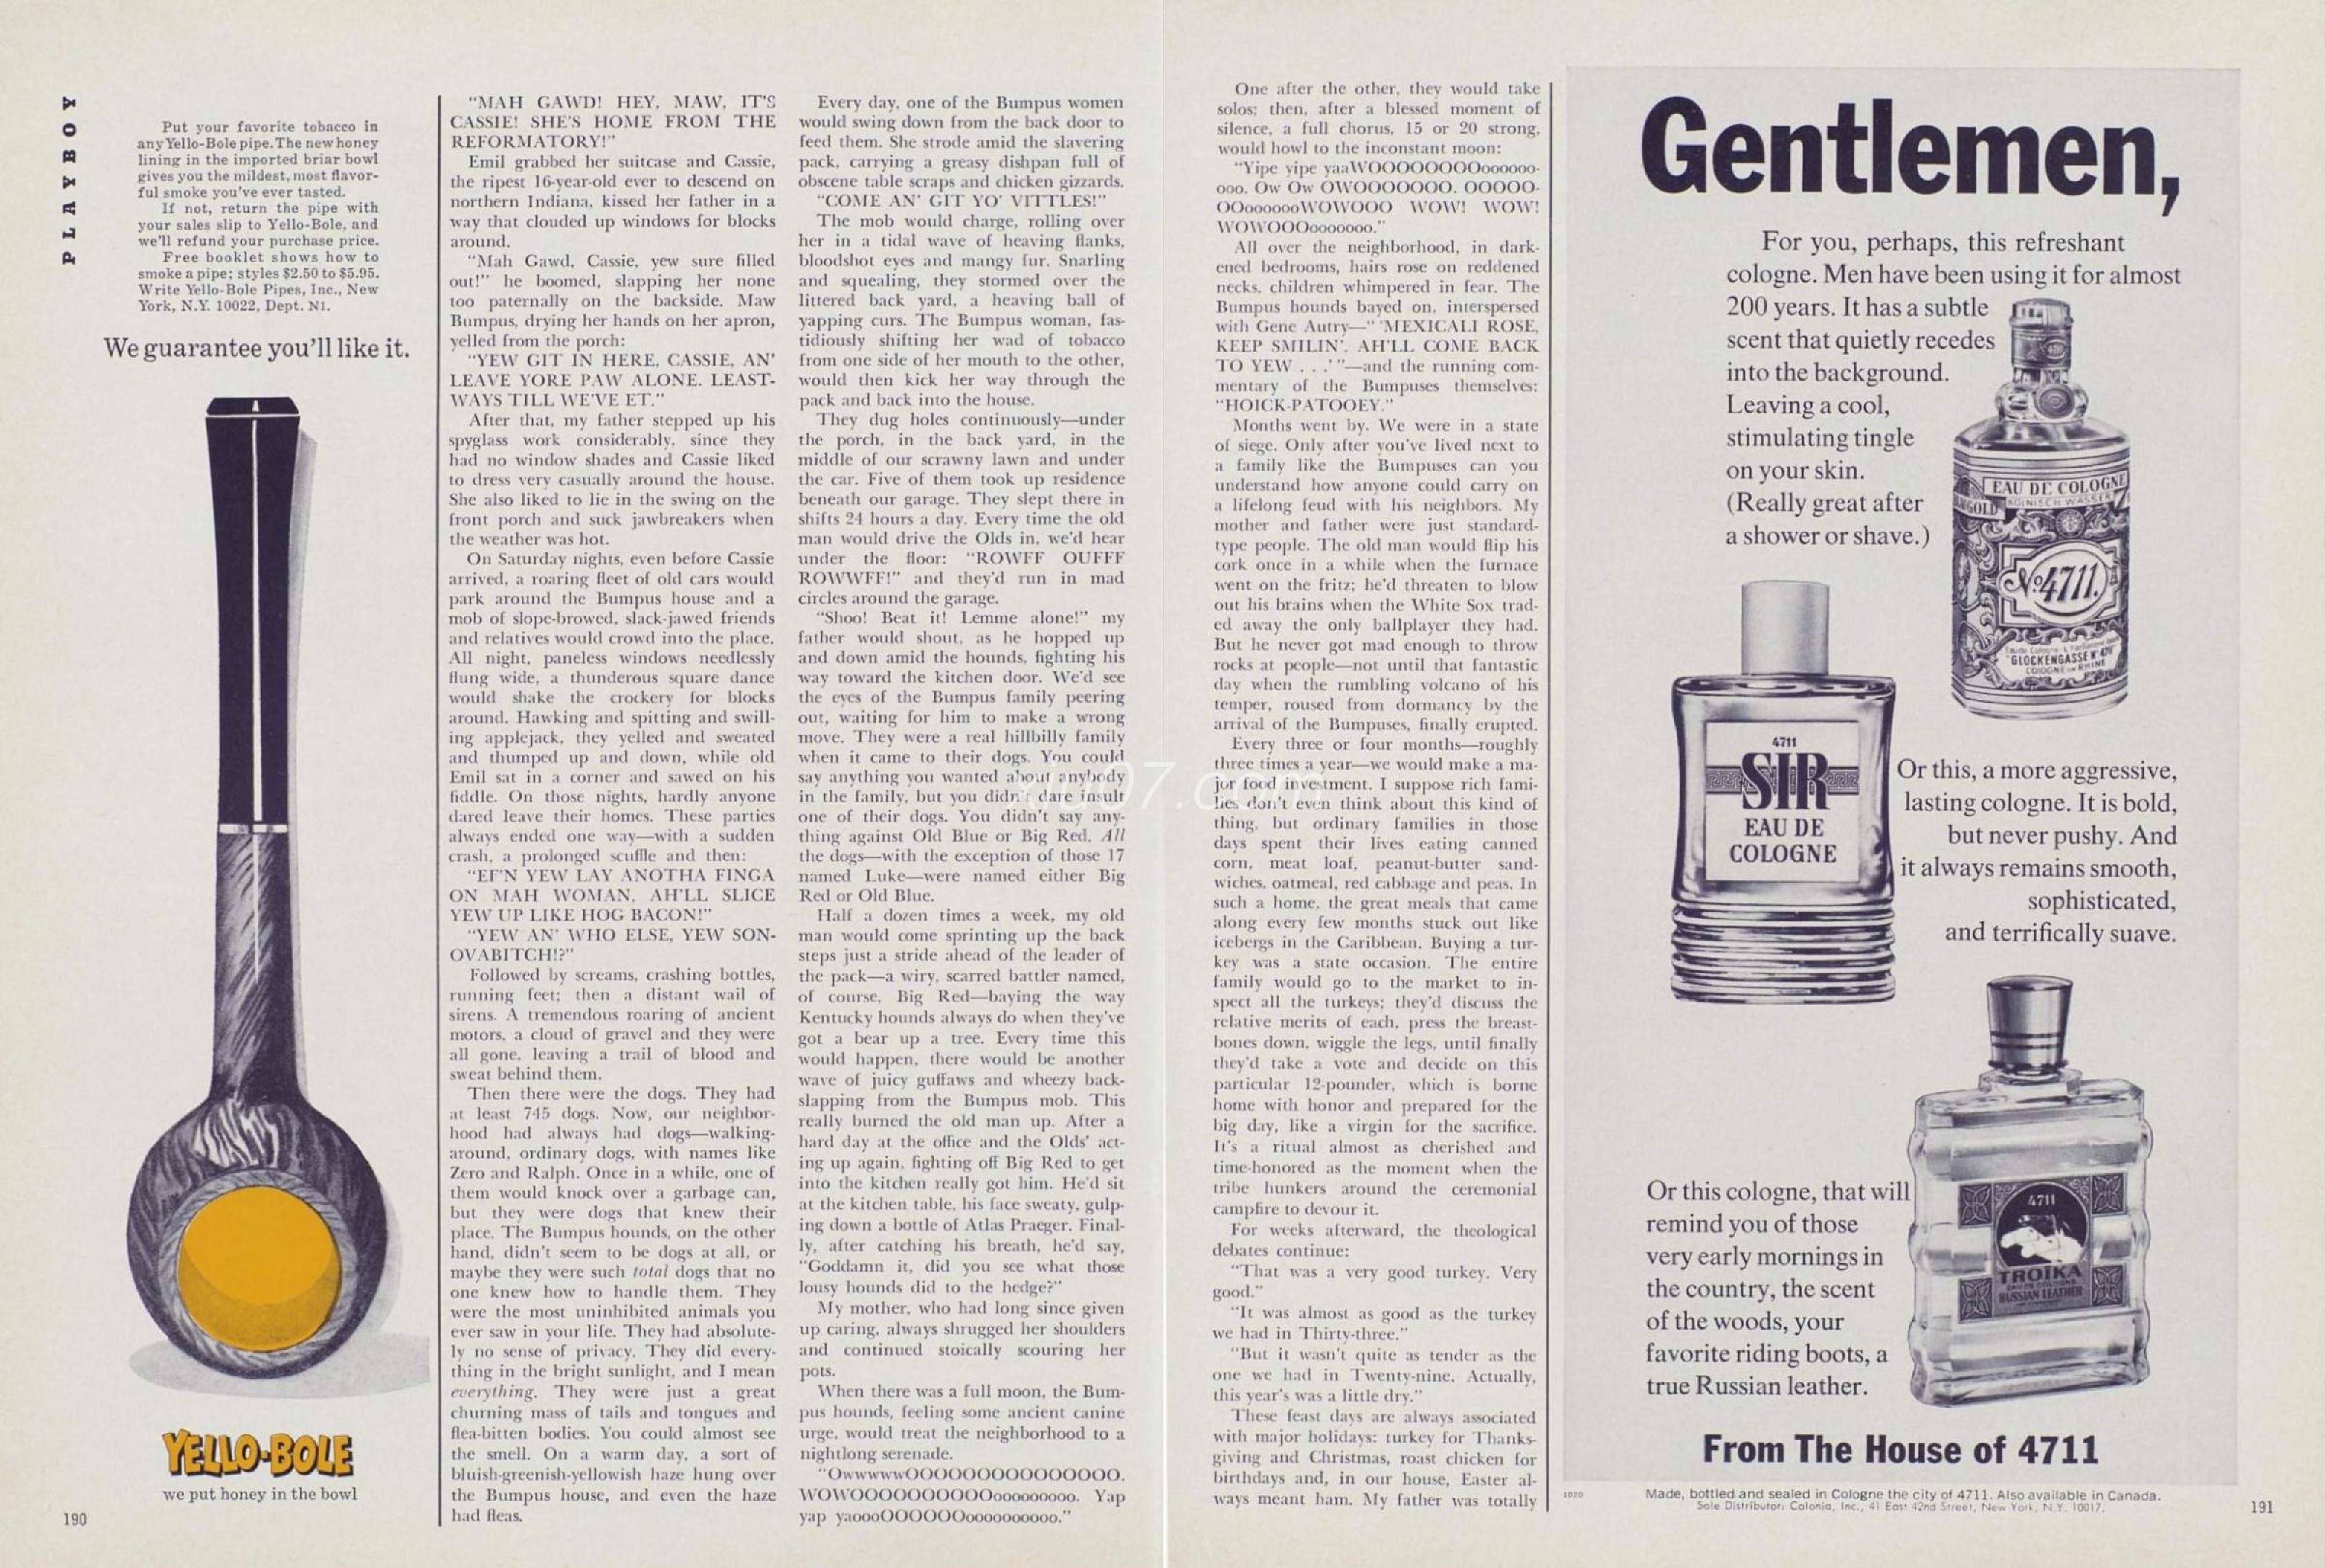 PLAYBOY
Put your favorite tobacco in
any Yello-Bole pipe. The new honey
lining in the imported briar bowl
gives you the mildest, most flavor-
ful smoke you've ever tasted.
If not, return the pipe with
your sales slip to Yello-Bole, and
we'll refund your purchase price.
Free booklet shows how to
smoke a pipe; styles $2.50 to $5.95.
Write Yello-Bole Pipes, Inc., New
York, N.Y. 10022, Dept. N1.
We guarantee you'll like it.
YELLO-BOLE
we put honey in the bowl
190
"MAH GAWD! HEY, MAW, IT'S
CASSIE! SHE'S HOME FROM THE
REFORMATORY!"
Emil grabbed her suitcase and Cassie,
the ripest 16-year-old ever to descend on
northern Indiana, kissed her father in a
way that clouded up windows for blocks
around.
"Mah Gawd, Cassie, yew sure filled
out!" he boomed, slapping her none
too paternally on the backside. Maw
Bumpus, drying her hands on her apron,
yelled from the porch:
"YEW GIT IN HERE, CASSIE, AN'
LEAVE YORE PAW ALONE. LEAST-
WAYS TILL WE'VE ET."
After that, my father stepped up his
spyglass work considerably, since they
had no window shades and Cassie liked
to dress very casually around the house.
She also liked to lie in the swing on the
front porch and suck jawbreakers when
the weather was hot.
On Saturday nights, even before Cassie
arrived, a roaring fleet of old cars would
park around the Bumpus house and a
mob of slope-browed, slack-jawed friends
and relatives would crowd into the place.
All night, paneless windows needlessly
flung wide, a thunderous square dance
would shake the crockery for blocks
around. Hawking and spitting and swill-
ing applejack, they yelled and sweated
and thumped up and down, while old
Emil sat in a corner and sawed on his
fiddle. On those nights, hardly anyone
dared leave their homes. These parties
always ended one way—with a sudden
crash, a prolonged scuffle and then:
"EF'N YEW LAY ANOTHA FINGA
ON MAH WOMAN, AH'LL SLICE
YEW UP LIKE HOG BACON!"
"YEW AN' WHO ELSE, YEW SON-
OVABITCH!?"
Followed by screams, crashing bottles,
running feet; then a distant wail of
sirens. A tremendous roaring of ancient
motors, a cloud of gravel and they were
all gone, leaving a trail of blood and
sweat behind them.
Then there were the dogs. They had
at least 745 dogs. Now, our neighbor-
hood had always had dogs—walking-
around, ordinary dogs, with names like
Zero and Ralph. Once in a while, one of
them would knock over a garbage can,
but they were dogs that knew their
place. The Bumpus hounds, on the other
hand, didn't seem to be dogs at all, or
maybe they were such total dogs that no
one knew how to handle them. They
were the most uninhibited animals you
ever saw in your life. They had absolute-
ly no sense of privacy. They did every-
thing in the bright sunlight, and I mean
everything. They were just a great
churning mass of tails and tongues and
flea-bitten bodies. You could almost see
the smell. On a warm day, a sort of
bluish-greenish-yellowish haze hung over
the Bumpus house, and even the haze
had fleas.
Every day, one of the Bumpus women
would swing down from the back door to
feed them. She strode amid the slavering
pack, carrying a greasy dishpan full of
obscene table scraps and chicken gizzards.
"COME AN' GIT YO' VITTLES!"
The mob would charge, rolling over
her in a tidal wave of heaving flanks,
bloodshot eyes and mangy fur. Snarling
and squealing, they stormed over the
littered back yard, a heaving ball of
yapping curs. The Bumpus woman, fas-
tidiously shifting her wad of tobacco
from one side of her mouth to the other,
would then kick her way through the
pack and back into the house.
They dug holes continuously—under
the porch, in the back yard, in the
middle of our scrawny lawn and under
the car. Five of them took up residence
beneath our garage. They slept there in
shifts 24 hours a day. Every time the old
man would drive the Olds in, we'd hear
under the floor: "ROWFF OUFFF
ROWWFF!" and they'd run in mad
circles around the garage.
"Shoo! Beat it! Lemme alone!" my
father would shout, as he hopped up
and down amid the hounds, fighting his
way toward the kitchen door. We'd see
the eyes of the Bumpus family peering
out, waiting for him to make a wrong
move. They were a real hillbilly family
when it came to their dogs. You could
say anything you wanted about anybody
in the family, but you didn't dare insult
one of their dogs. You didn't say any-
thing against Old Blue or Big Red. All
the dogs—with the exception of those 17
named Luke—were named either Big
Red or Old Blue.
Half a dozen times a week, my old
man would come sprinting up the back
steps just a stride ahead of the leader of
the pack—a wiry, scarred battler named,
of course, Big Red—baying the way
Kentucky hounds always do when they've
got a bear up a tree. Every time this
would happen, there would be another
wave of juicy guffaws and wheezy back-
slapping from the Bumpus mob. This
really burned the old man up. After a
hard day at the office and the Olds' act-
ing up again, fighting off Big Red to get
into the kitchen really got him. He'd sit
at the kitchen table, his face sweaty, gulp-
ing down a bottle of Atlas Praeger. Final-
ly, after catching his breath, he'd say,
"Goddamn it, did you see what those
lousy hounds did to the hedge?"
My mother, who had long since given
up caring, always shrugged her shoulders
and continued stoically scouring her
pots.
When there was a full moon, the Bum-
pus hounds, feeling some ancient canine
urge, would treat the neighborhood to a
nightlong serenade.
"OwwwwwOOOOOOOOOOOOOOOO.
WOWOOOOOOOOOOoooooooooo. Yap
yap yaoooOOOOOOOoooooooooo."
One after the other, they would take
solos; then, after a blessed moment of
silence, a full chorus, 15 or 20 strong,
would howl to the inconstant moon:
"Yipe yipe yaaWOOOOOOOOooooooo-
ooo. Ow Ow OWOOOOOOO. OOOOO-
OOoooooooWOWOOO WOW! WOW!
WOWOOOoooooooo."
All over the neighborhood, in dark-
ened bedrooms, hairs rose on reddened
necks, children whimpered in fear. The
Bumpus hounds bayed on, interspersed
with Gene Autry—" 'MEXICALI ROSE,
KEEP SMILIN', AH'LL COME BACK
TO YEW . . .' "—and the running com-
mentary of the Bumpuses themselves:
"HOICK-PATOOEY."
Months went by. We were in a state
of siege. Only after you've lived next to
a family like the Bumpuses can you
understand how anyone could carry on
a lifelong feud with his neighbors. My
mother and father were just standard-
type people. The old man would flip his
cork once in a while when the furnace
went on the fritz; he'd threaten to blow
out his brains when the White Sox trad-
ed away the only ballplayer they had.
But he never got mad enough to throw
rocks at people—not until that fantastic
day when the rumbling volcano of his
temper, roused from dormancy by the
arrival of the Bumpuses, finally erupted.
Every three or four months—roughly
three times a year—we would make a ma-
jor food investment. I suppose rich fami-
lies don't even think about this kind of
thing, but ordinary families in those
days spent their lives eating canned
corn, meat loaf, peanut-butter sand-
wiches, oatmeal, red cabbage and peas. In
such a home, the great meals that came
along every few months stuck out like
icebergs in the Caribbean. Buying a tur-
key was a state occasion. The entire
family would go to the market to in-
spect all the turkeys; they'd discuss the
relative merits of each, press the breast-
bones down, wiggle the legs, until finally
they'd take a vote and decide on this
particular 12-pounder, which is borne
home with honor and prepared for the
big day, like a virgin for the sacrifice.
It's a ritual almost as cherished and
time-honored as the moment when the
tribe hunkers around the ceremonial
campfire to devour it.
For weeks afterward, the theological
debates continue:
"That was a very good turkey. Very
good."
"It was almost as good as the turkey
we had in Thirty-three."
"But it wasn't quite as tender as the
one we had in Twenty-nine. Actually,
this year's was a little dry."
These feast days are always associated
with major holidays: turkey for Thanks-
giving and Christmas, roast chicken for
birthdays and, in our house, Easter al-
ways meant ham. My father was totally
Gentlemen,
For you, perhaps, this refreshant
cologne. Men have been using it for almost
200 years. It has a subtle
scent that quietly recedes
into the background.
Leaving a cool,
stimulating tingle
on your skin.
(Really great after
a shower or shave.)
EAU DE COLOGNE
KÖLNISCH WASSER
GOLD
No. 4711.
GLOCKENGASSE No 4711
COLOGNE ON RHINE
4711
SIR
EAU DE
COLOGNE
Or this, a more aggressive,
lasting cologne. It is bold,
but never pushy. And
it always remains smooth,
sophisticated,
and terrifically suave.
4711
TROIKA
RUSSIAN LEATHER
Or this cologne, that will
remind you of those
very early mornings in
the country, the scent
of the woods, your
favorite riding boots, a
true Russian leather.
From The House of 4711
1020
Made, bottled and sealed in Cologne the city of 4711. Also available in Canada.
Sole Distributor: Colonia, Inc., 41 East 42nd Street, New York, N.Y. 10017.
191